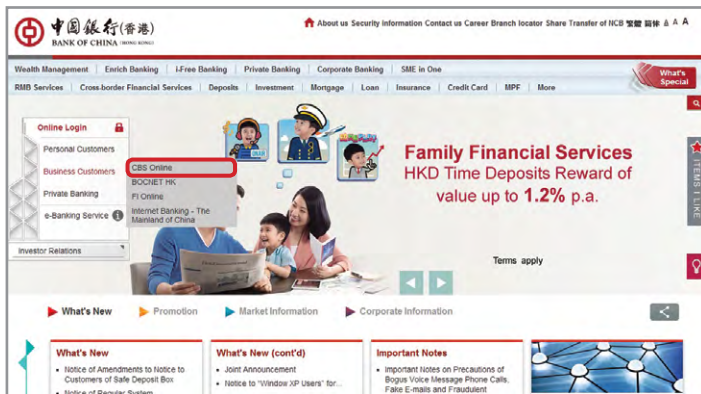 中國銀行(香港)
BANK OF CHINA (HONG KONG)
About us Security Information Contact us Career Branch locator Share Transfer of NCB 繁體 簡体 A A A
Wealth Management Enrich Banking i-Free Banking Private Banking Corporate Banking SME in One
What's Special
RMB Services Cross-border Financial Services Deposits Investment Mortgage Loan Insurance Credit Card MPF More
Online Login
Personal Customers
Business Customers
Private Banking
e-Banking Service
Investor Relations
CBS Online
BOCNET HK
FI Online
Internet Banking - The
Mainland of China
Family Financial Services
HKD Time Deposits Reward of
value up to 1.2% p.a.
Terms apply
ITEMS I LIKE
What's New Promotion Market Information Corporate Information
What's New
• Notice of Amendments to Notice to
Customers of Safe Deposit Box
• Notice of Regular System
What's New (cont'd)
• Joint Announcement
• Notice to "Window XP Users" for...
Important Notes
• Important Notes on Precautions of
Bogus Voice Message Phone Calls,
Fake E-mails and Fraudulent